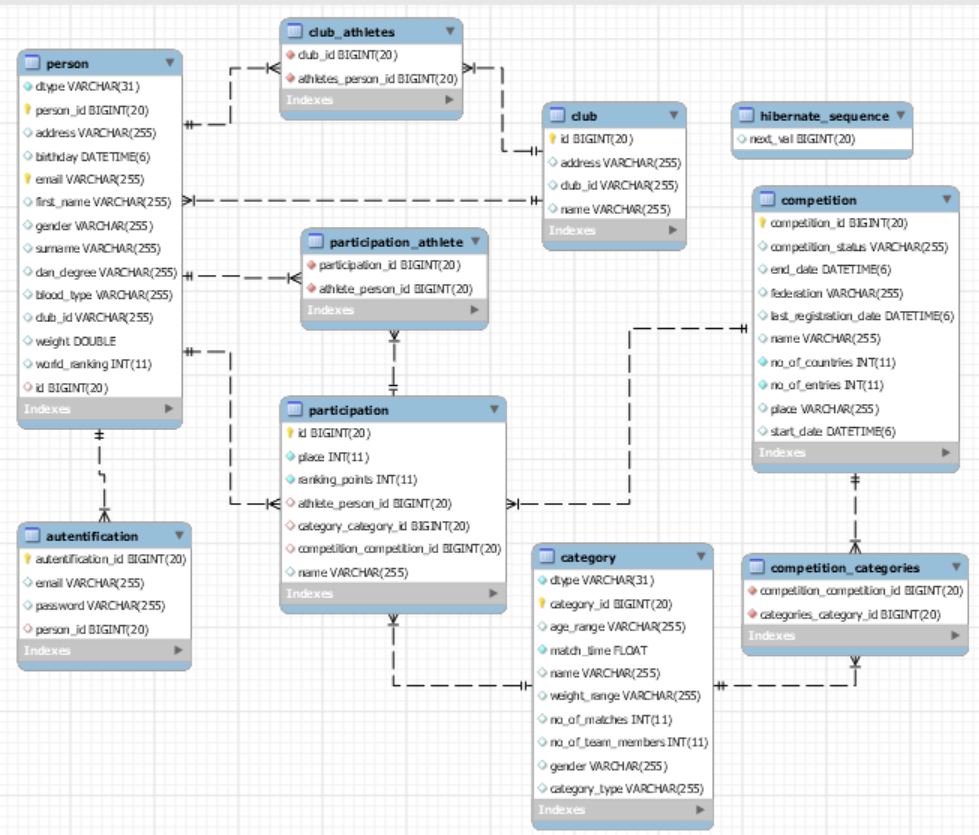 club_athletes
club_id BIGINT(20)
athletes_person_id BIGINT(20)
Indexes
person
dtype VARCHAR(31)
person_id BIGINT(20)
address VARCHAR(255)
birthday DATETIME(6)
email VARCHAR(255)
first_name VARCHAR(255)
gender VARCHAR(255)
surname VARCHAR(255)
dan_degree VARCHAR(255)
blood_type VARCHAR(255)
club_id VARCHAR(255)
weight DOUBLE
world_ranking INT(11)
id BIGINT(20)
Indexes
club
id BIGINT(20)
address VARCHAR(255)
club_id VARCHAR(255)
name VARCHAR(255)
Indexes
hibernate_sequence
next_val BIGINT(20)
competition
competition_id BIGINT(20)
competition_status VARCHAR(255)
end_date DATETIME(6)
federation VARCHAR(255)
last_registration_date DATETIME(6)
name VARCHAR(255)
no_of_countries INT(11)
no_of_entries INT(11)
place VARCHAR(255)
start_date DATETIME(6)
Indexes
participation_athlete
participation_id BIGINT(20)
athlete_person_id BIGINT(20)
Indexes
participation
id BIGINT(20)
place INT(11)
ranking_points INT(11)
athlete_person_id BIGINT(20)
category_category_id BIGINT(20)
competition_competition_id BIGINT(20)
name VARCHAR(255)
Indexes
autentification
autentification_id BIGINT(20)
email VARCHAR(255)
password VARCHAR(255)
person_id BIGINT(20)
Indexes
category
dtype VARCHAR(31)
category_id BIGINT(20)
age_range VARCHAR(255)
match_time FLOAT
name VARCHAR(255)
weight_range VARCHAR(255)
no_of_matches INT(11)
no_of_team_members INT(11)
gender VARCHAR(255)
category_type VARCHAR(255)
Indexes
competition_categories
competition_competition_id BIGINT(20)
categories_category_id BIGINT(20)
Indexes